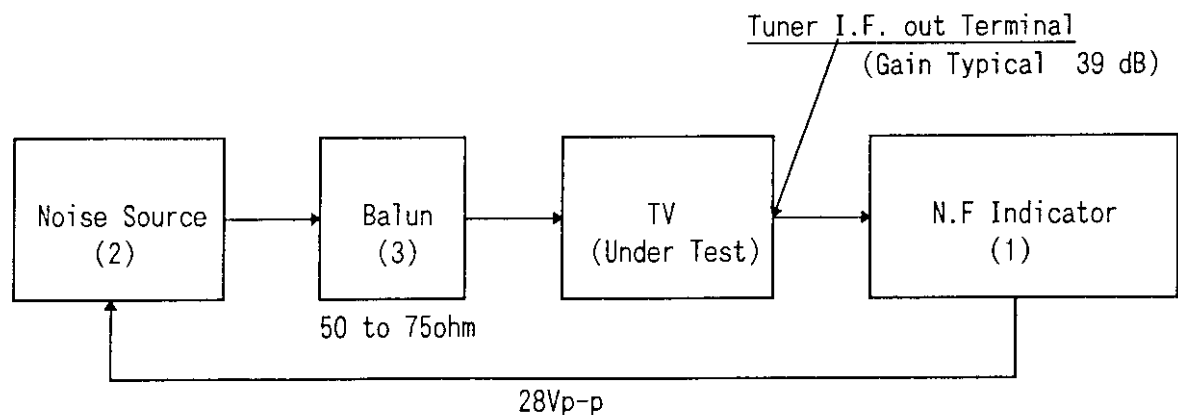 Tuner I.F. out Terminal
(Gain Typical 39 dB)
Noise Source
(2)
Balun
(3)
TV
(Under Test)
N.F Indicator
(1)
50 to 75ohm
28Vp-p